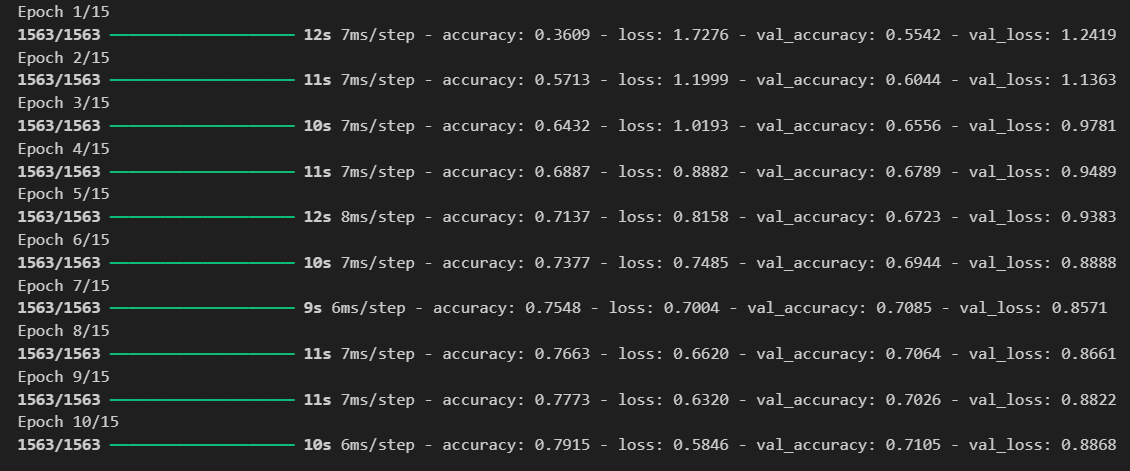 Epoch 1/15
1563/1563 ━━━━━━━━━━━━━━━━━━━━ 12s 7ms/step - accuracy: 0.3609 - loss: 1.7276 - val_accuracy: 0.5542 - val_loss: 1.2419
Epoch 2/15
1563/1563 ━━━━━━━━━━━━━━━━━━━━ 11s 7ms/step - accuracy: 0.5713 - loss: 1.1999 - val_accuracy: 0.6044 - val_loss: 1.1363
Epoch 3/15
1563/1563 ━━━━━━━━━━━━━━━━━━━━ 10s 7ms/step - accuracy: 0.6432 - loss: 1.0193 - val_accuracy: 0.6556 - val_loss: 0.9781
Epoch 4/15
1563/1563 ━━━━━━━━━━━━━━━━━━━━ 11s 7ms/step - accuracy: 0.6887 - loss: 0.8882 - val_accuracy: 0.6789 - val_loss: 0.9489
Epoch 5/15
1563/1563 ━━━━━━━━━━━━━━━━━━━━ 12s 8ms/step - accuracy: 0.7137 - loss: 0.8158 - val_accuracy: 0.6723 - val_loss: 0.9383
Epoch 6/15
1563/1563 ━━━━━━━━━━━━━━━━━━━━ 10s 7ms/step - accuracy: 0.7377 - loss: 0.7485 - val_accuracy: 0.6944 - val_loss: 0.8888
Epoch 7/15
1563/1563 ━━━━━━━━━━━━━━━━━━━━ 9s 6ms/step - accuracy: 0.7548 - loss: 0.7004 - val_accuracy: 0.7085 - val_loss: 0.8571
Epoch 8/15
1563/1563 ━━━━━━━━━━━━━━━━━━━━ 11s 7ms/step - accuracy: 0.7663 - loss: 0.6620 - val_accuracy: 0.7064 - val_loss: 0.8661
Epoch 9/15
1563/1563 ━━━━━━━━━━━━━━━━━━━━ 11s 7ms/step - accuracy: 0.7773 - loss: 0.6320 - val_accuracy: 0.7026 - val_loss: 0.8822
Epoch 10/15
1563/1563 ━━━━━━━━━━━━━━━━━━━━ 10s 6ms/step - accuracy: 0.7915 - loss: 0.5846 - val_accuracy: 0.7105 - val_loss: 0.8868